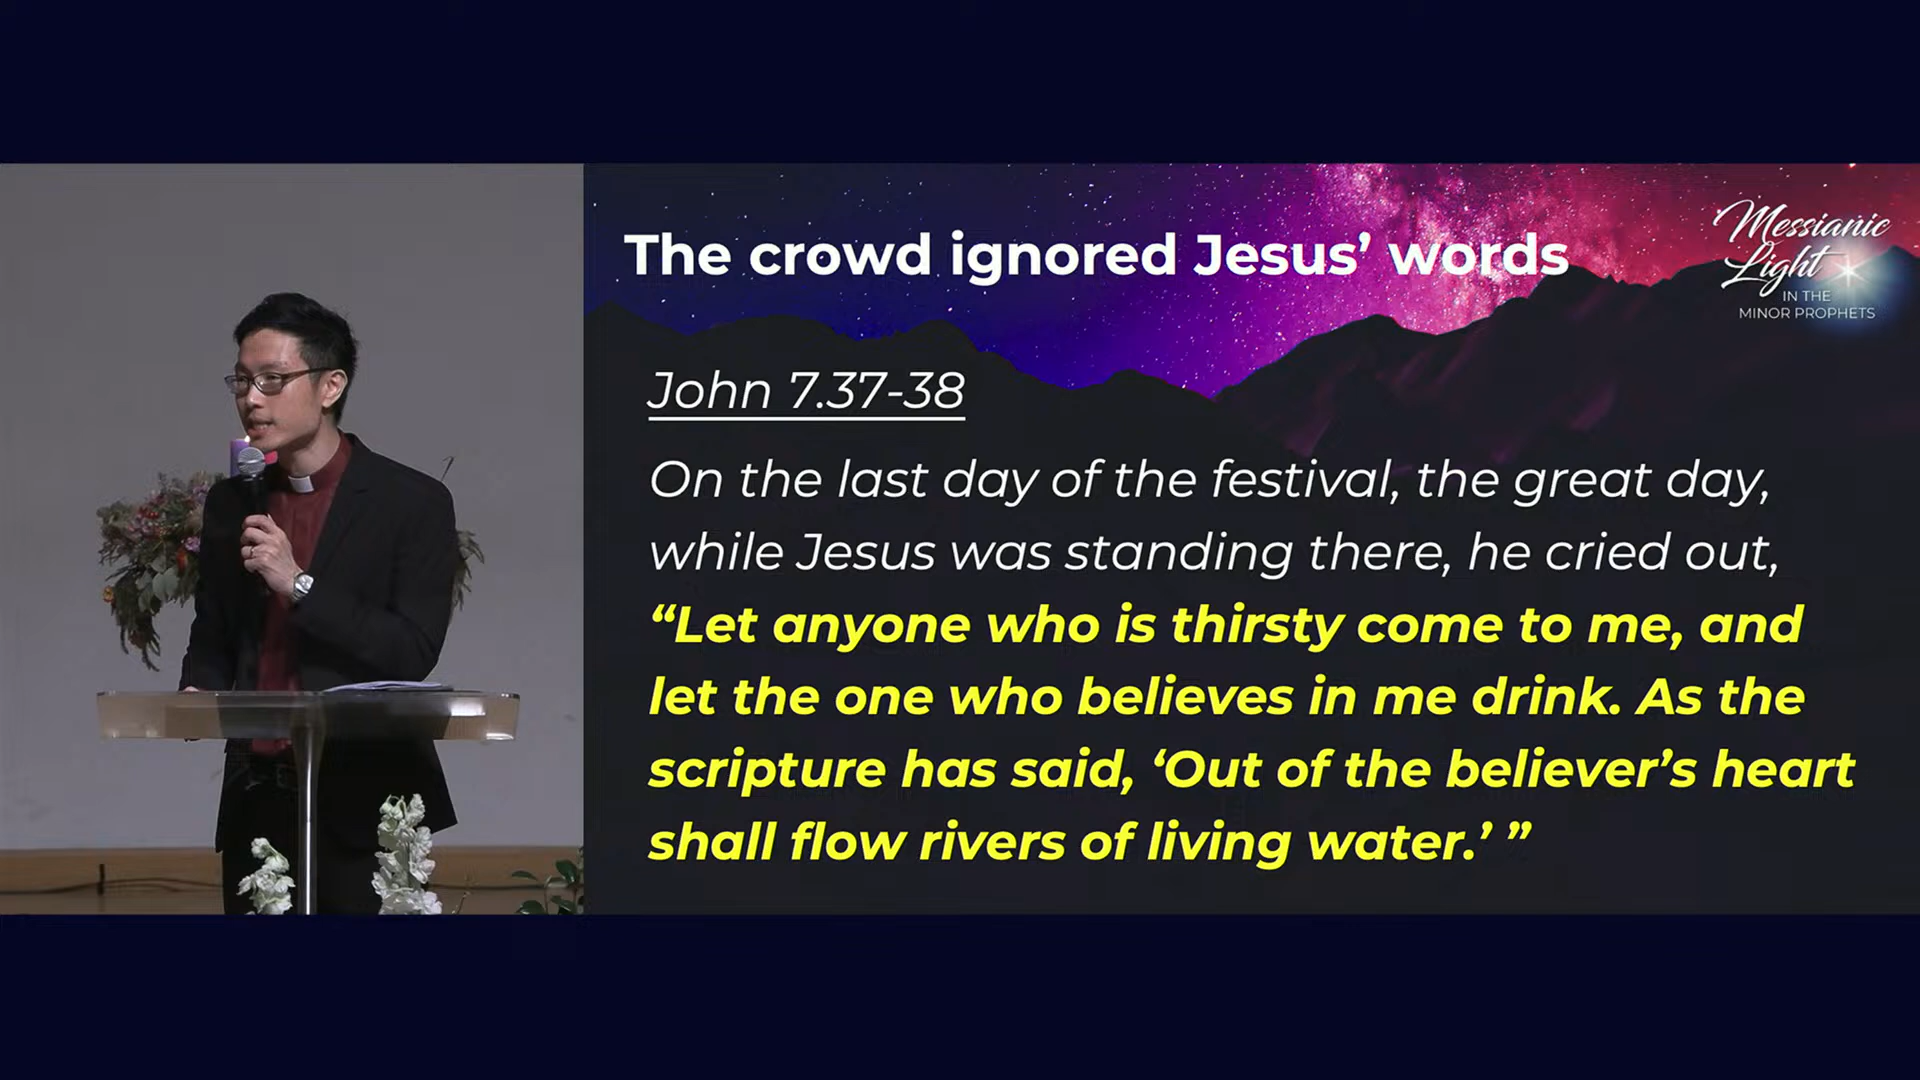 The crowd ignored Jesus’ words
Messianic
Light
IN THE
MINOR PROPHETS
John 7.37-38
On the last day of the festival, the great day,
while Jesus was standing there, he cried out,
“Let anyone who is thirsty come to me, and
let the one who believes in me drink. As the
scripture has said, ‘Out of the believer’s heart
shall flow rivers of living water.’ ”